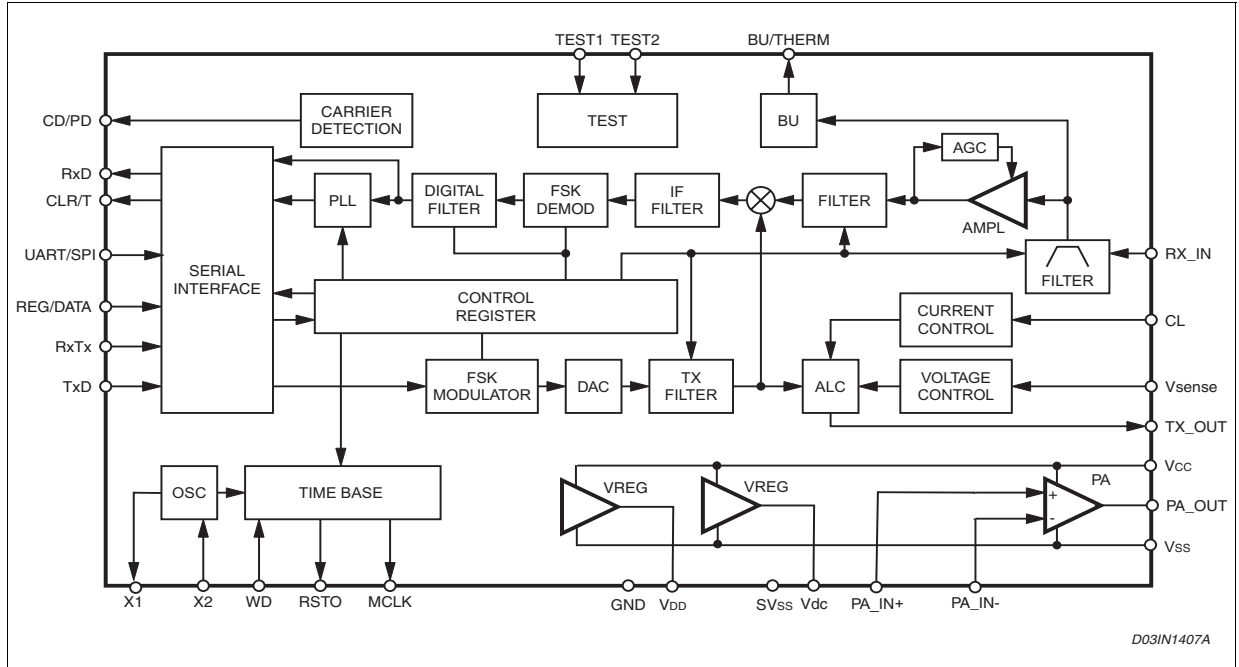 TEST1 TEST2 BU/THERM
CD/PD
CARRIER
DETECTION
TEST
BU
AGC
RxD
CLR/T
PLL
DIGITAL
FILTER
FSK
DEMOD
IF
FILTER
FILTER
AMPL
UART/SPI
SERIAL
INTERFACE
FILTER
RX_IN
REG/DATA
CONTROL
REGISTER
CURRENT
CONTROL
CL
RxTx
TxD
FSK
MODULATOR
DAC
TX
FILTER
ALC
VOLTAGE
CONTROL
Vsense
TX_OUT
OSC
TIME BASE
VREG
VREG
PA
+
-
VCC
PA_OUT
VSS
X1 X2 WD RSTO MCLK GND VDD SVSS Vdc PA_IN+ PA_IN-
D03IN1407A